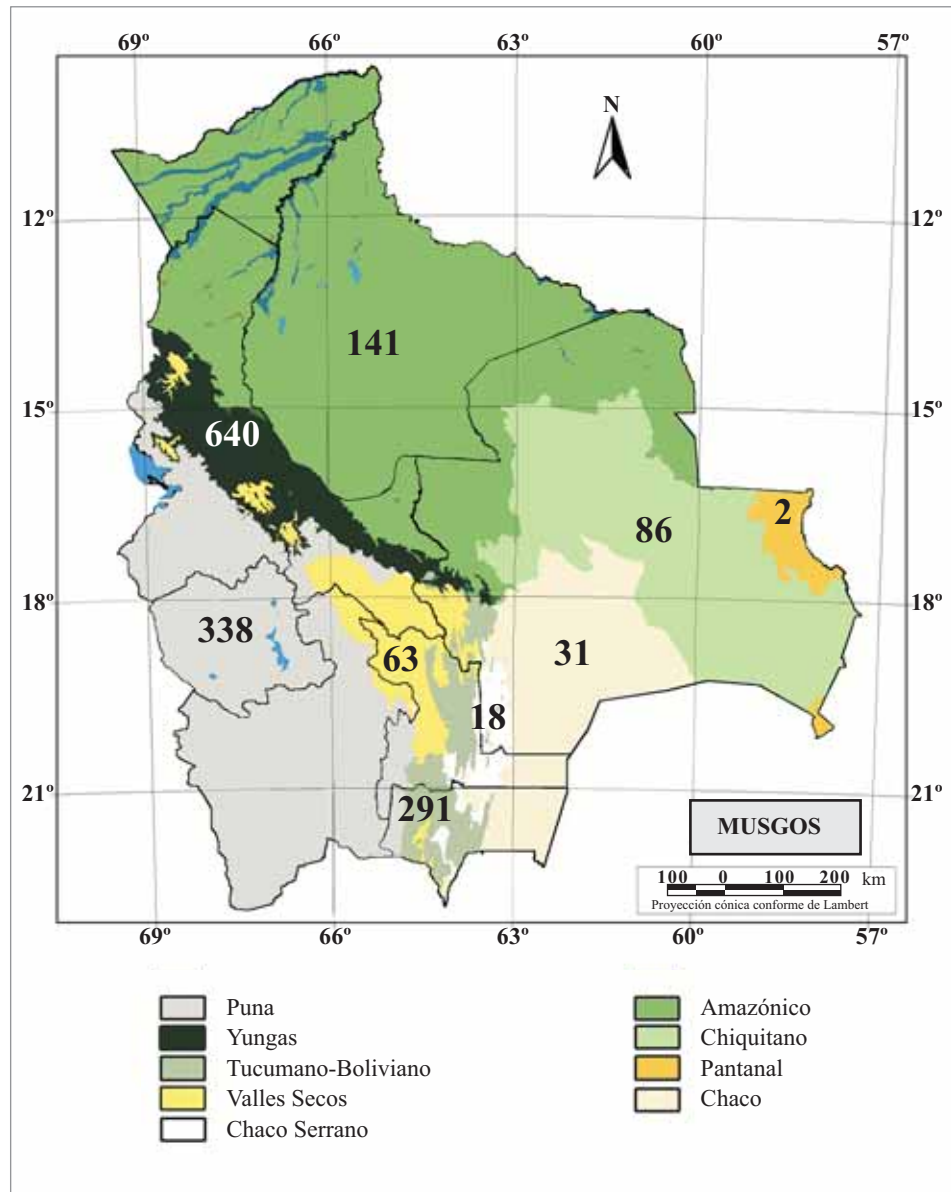 69º 66º 63º 60º 57º
N
12º 12º
141
15º 15º
640
2
86
18º 18º
338
31
63
18
21º 21º
291
MUSGOS
100 0 100 200 km
Proyección cónica conforme de Lambert
69º 66º 63º 60º 57º
Puna
Yungas
Tucumano-Boliviano
Valles Secos
Chaco Serrano
Amazónico
Chiquitano
Pantanal
Chaco